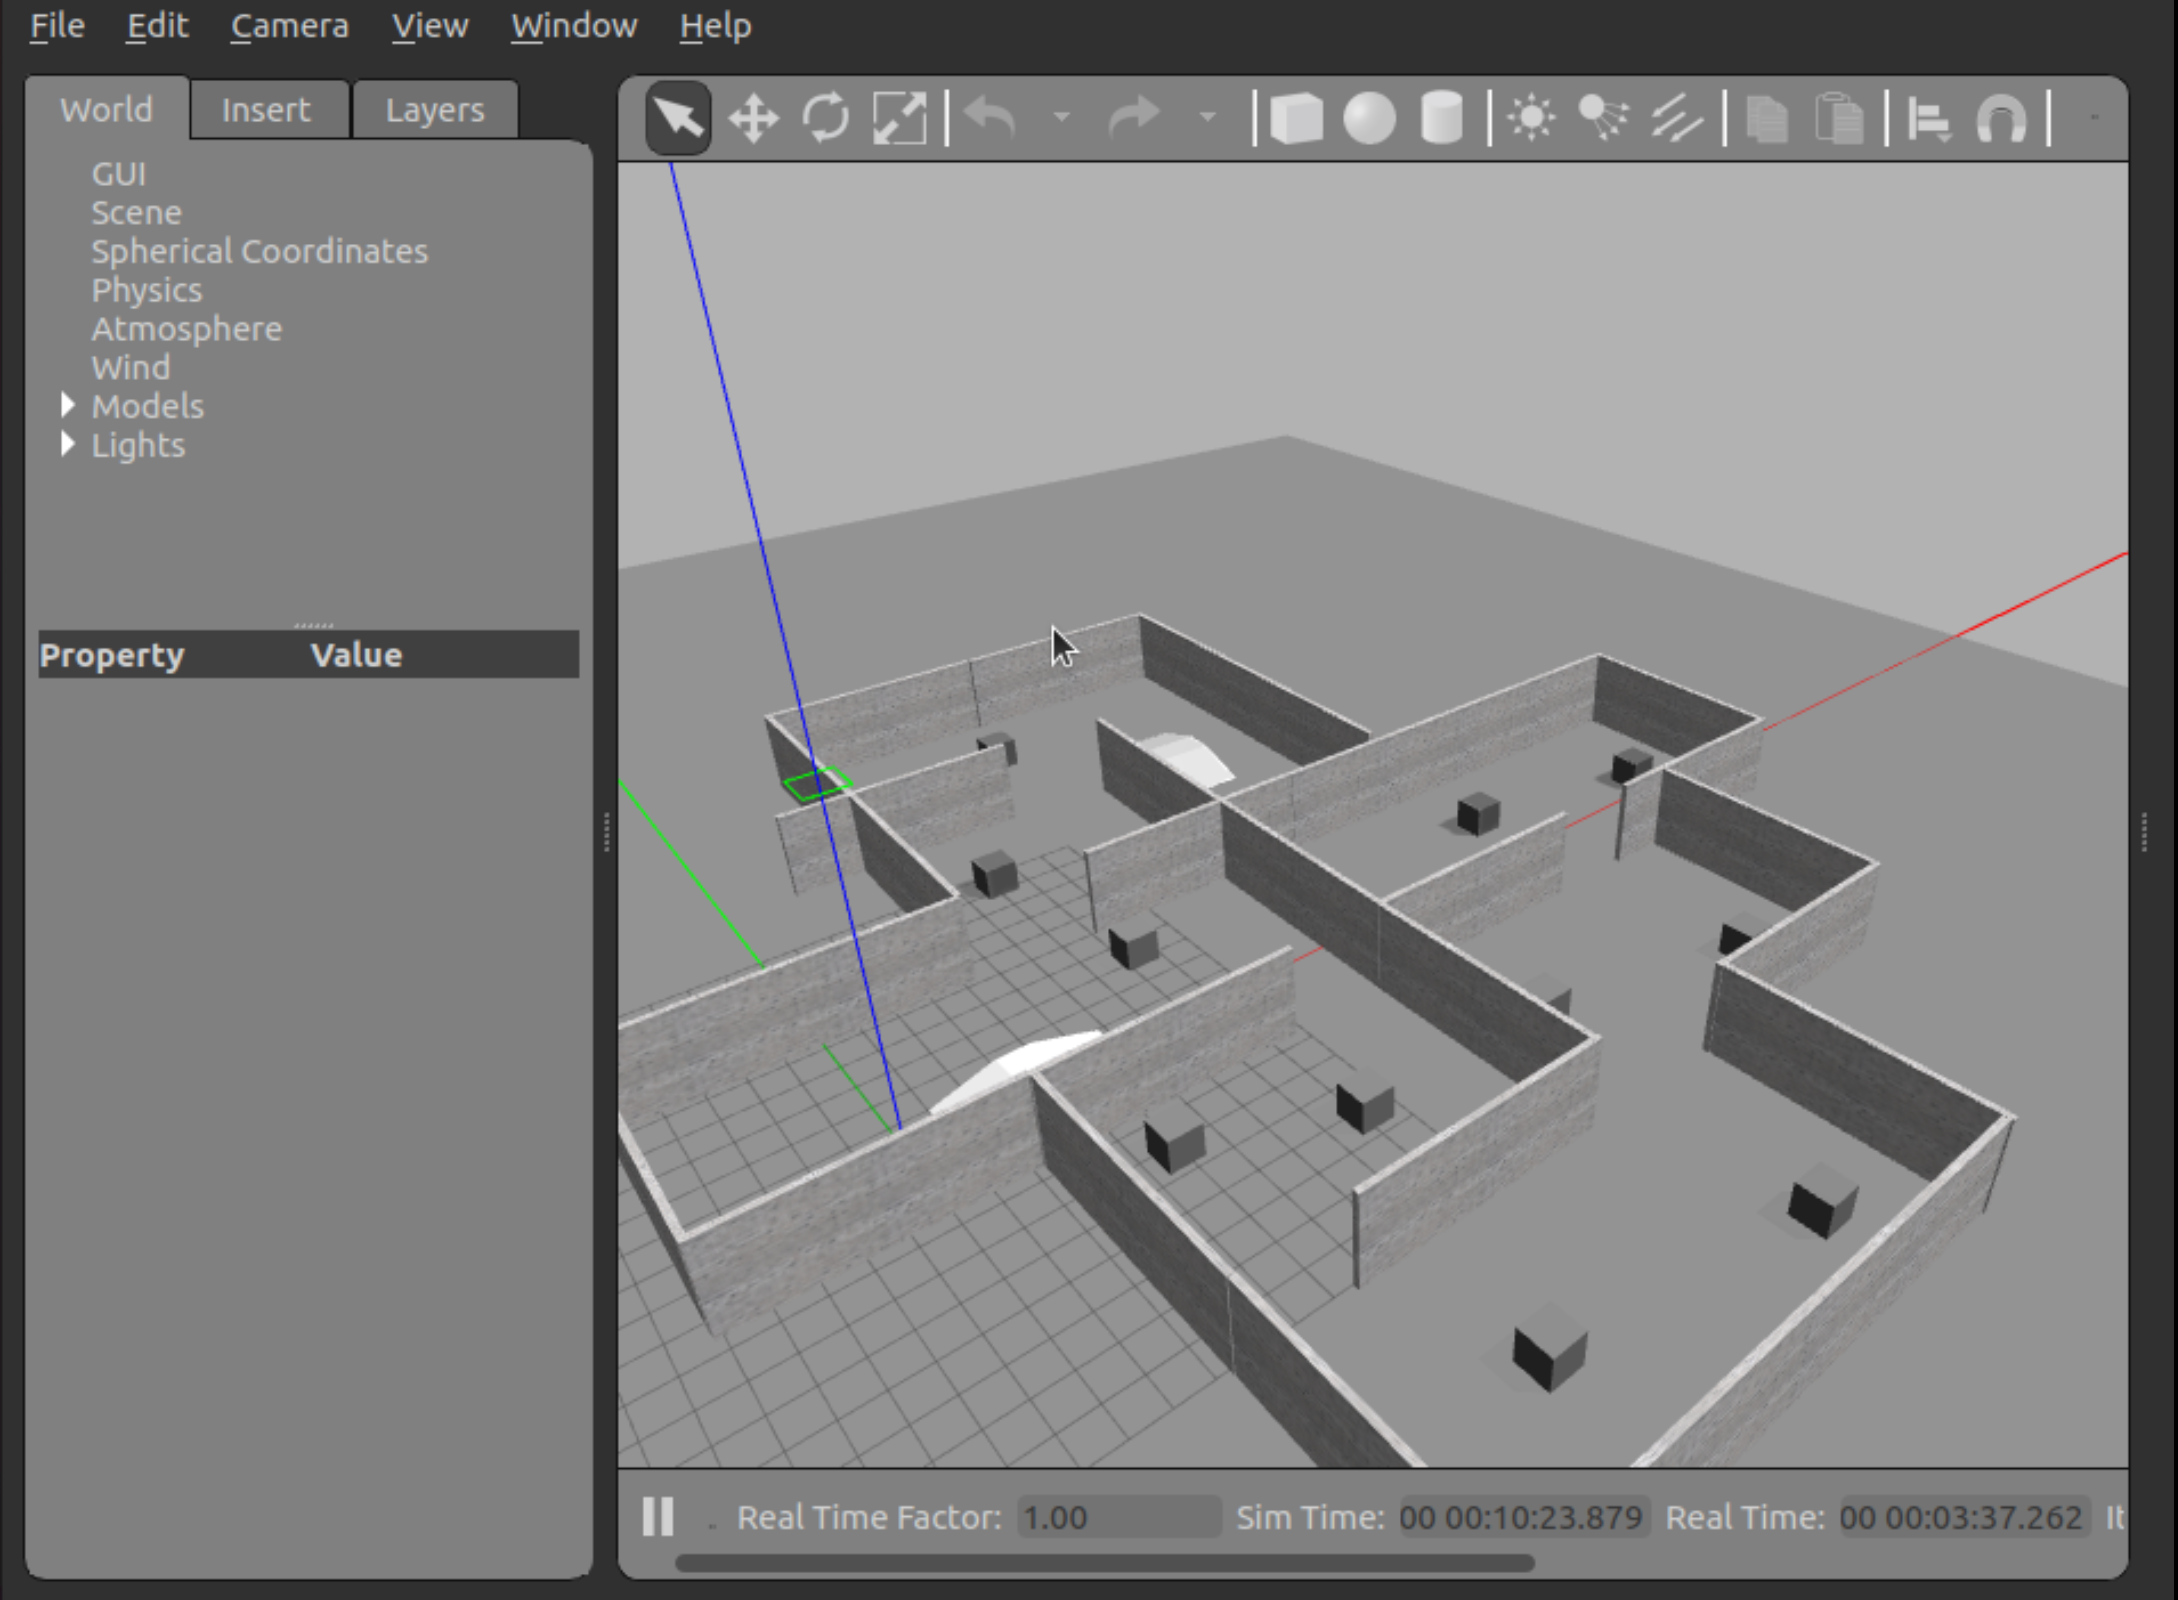 File Edit Camera View Window Help
World Insert Layers
GUI
Scene
Spherical Coordinates
Physics
Atmosphere
Wind
Models
Lights
Property Value
Real Time Factor: 1.00 Sim Time: 00 00:10:23.879 Real Time: 00 00:03:37.262 It